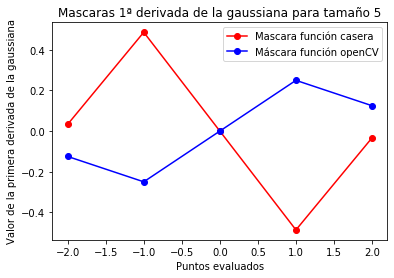 Mascaras 1ª derivada de la gaussiana para tamaño 5
Mascara función casera
Máscara función openCV
Valor de la primera derivada de la gaussiana
0.4
0.2
0.0
−0.2
−0.4
−2.0 −1.5 −1.0 −0.5 0.0 0.5 1.0 1.5 2.0
Puntos evaluados